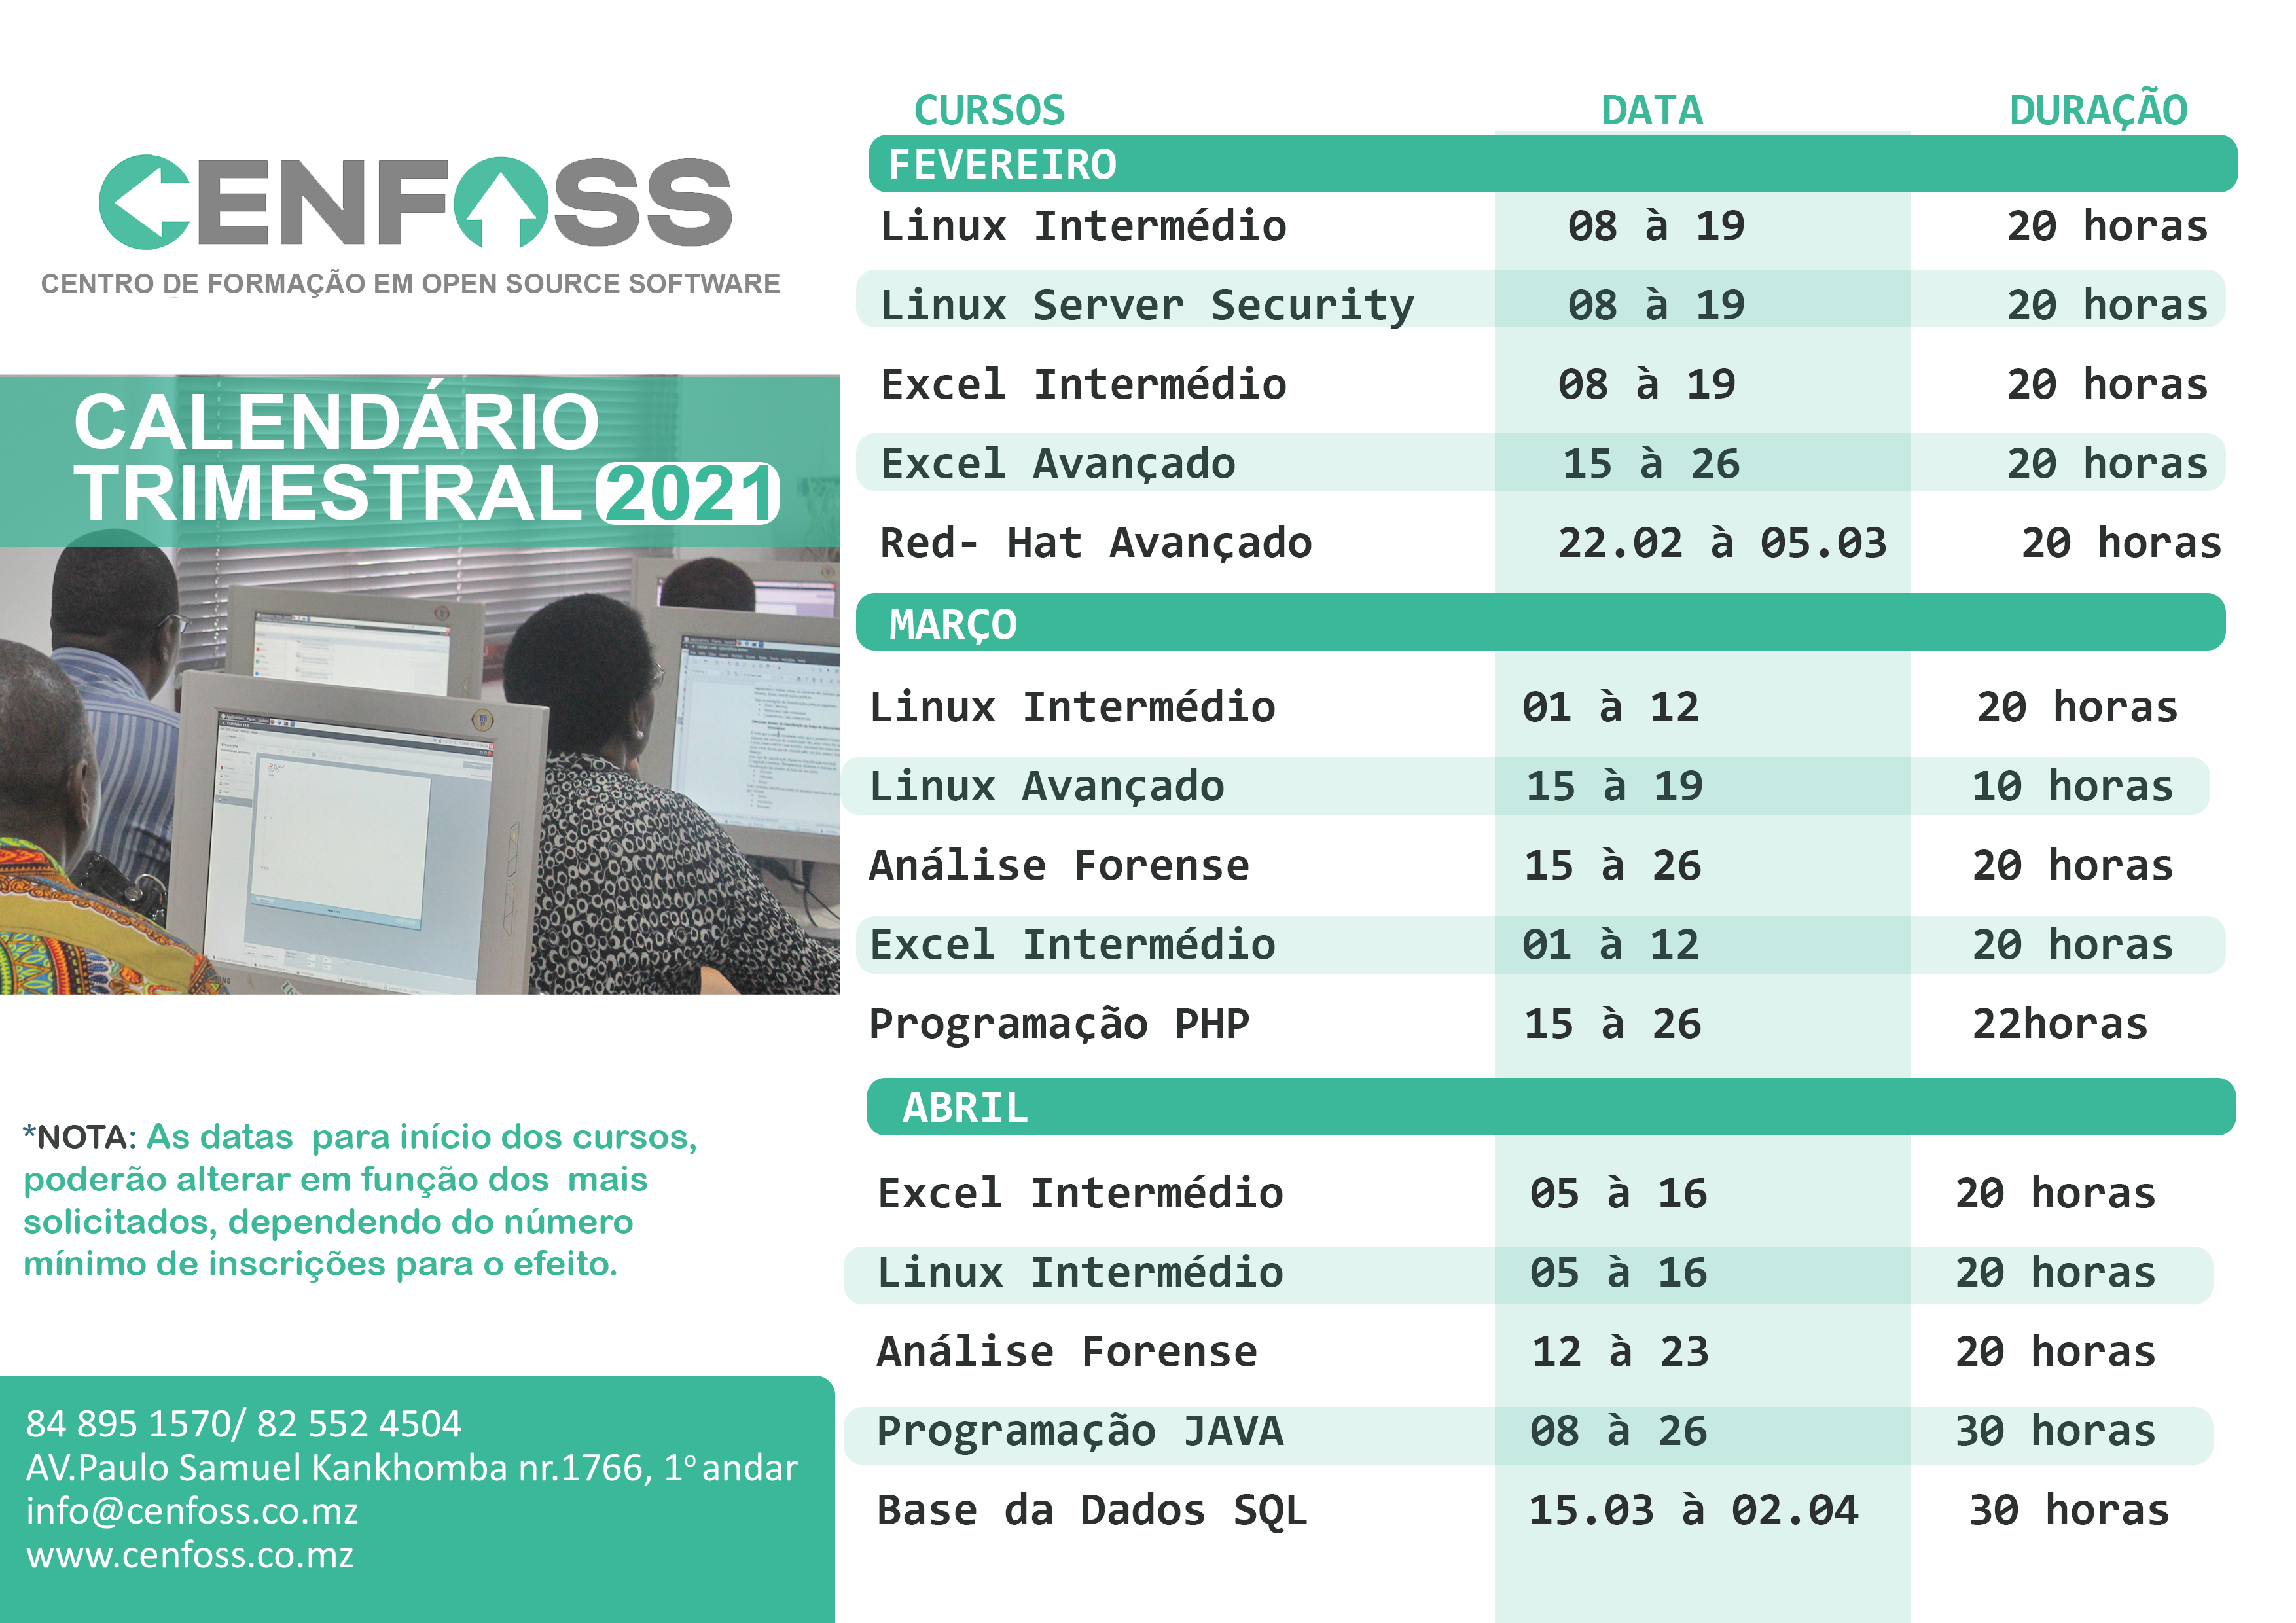 CENFOSS
CENTRO DE FORMAÇÃO EM OPEN SOURCE SOFTWARE
CALENDÁRIO
TRIMESTRAL 2021
*NOTA: As datas para início dos cursos,
poderão alterar em função dos mais
solicitados, dependendo do número
mínimo de inscrições para o efeito.
84 895 1570/ 82 552 4504
AV.Paulo Samuel Kankhomba nr.1766, 1º andar
info@cenfoss.co.mz
www.cenfoss.co.mz
CURSOS DATA DURAÇÃO
FEVEREIRO
Linux Intermédio 08 à 19 20 horas
Linux Server Security 08 à 19 20 horas
Excel Intermédio 08 à 19 20 horas
Excel Avançado 15 à 26 20 horas
Red- Hat Avançado 22.02 à 05.03 20 horas
MARÇO
Linux Intermédio 01 à 12 20 horas
Linux Avançado 15 à 19 10 horas
Análise Forense 15 à 26 20 horas
Excel Intermédio 01 à 12 20 horas
Programação PHP 15 à 26 22horas
ABRIL
Excel Intermédio 05 à 16 20 horas
Linux Intermédio 05 à 16 20 horas
Análise Forense 12 à 23 20 horas
Programação JAVA 08 à 26 30 horas
Base da Dados SQL 15.03 à 02.04 30 horas